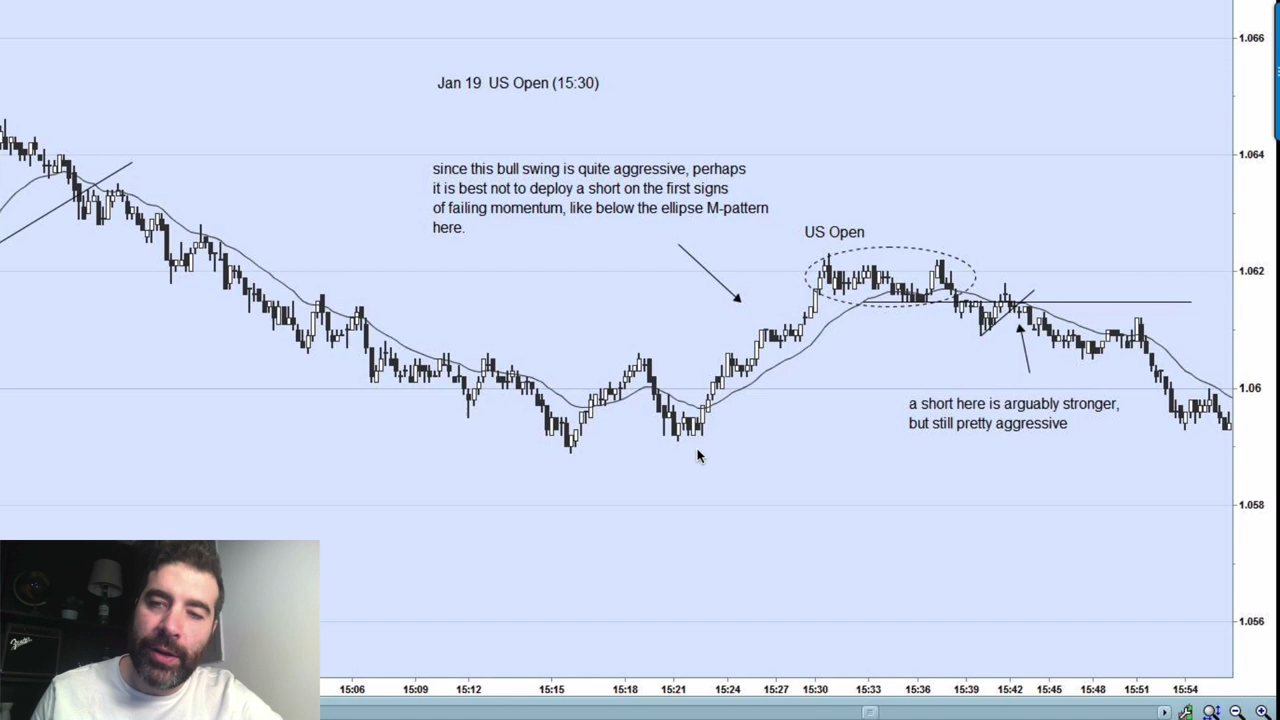 1.066
Jan 19 US Open (15:30)
1.064
since this bull swing is quite aggressive, perhaps
it is best not to deploy a short on the first signs
of failing momentum, like below the ellipse M-pattern
here.
US Open
1.062
1.06
a short here is arguably stronger,
but still pretty aggressive
1.058
1.056
Fender
15:06 15:09 15:12 15:15 15:18 15:21 15:24 15:27 15:30 15:33 15:36 15:39 15:42 15:45 15:48 15:51 15:54